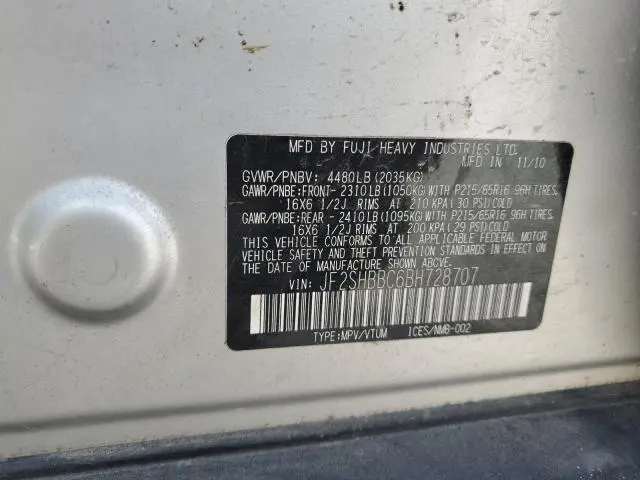 MFD BY FUJI HEAVY INDUSTRIES LTD.
MADE IN 11/10
GVWR/PNBV: 4480LB (2035KG)
GAWR/PNBE:FRONT-2310LB(1050KG)WITH P215/65R16 96H TIRES.
16X6 1/2J RIMS AT 210 KPA(30 PSI)COLD
GAWR/PNBE:REAR -2410LB(1095KG)WITH P215/65R16 96H TIRES.
16X6 1/2J RIMS AT 200 KPA(29 PSI)COLD
THIS VEHICLE CONFORMS TO ALL APPLICABLE FEDERAL MOTOR
VEHICLE SAFETY AND THEFT PREVENTION STANDARDS IN EFFECT ON
THE DATE OF MANUFACTURE SHOWN ABOVE.
VIN: JF2SHBBC6BH728707
TYPE:MPV/VTUM ICES/NMB-002